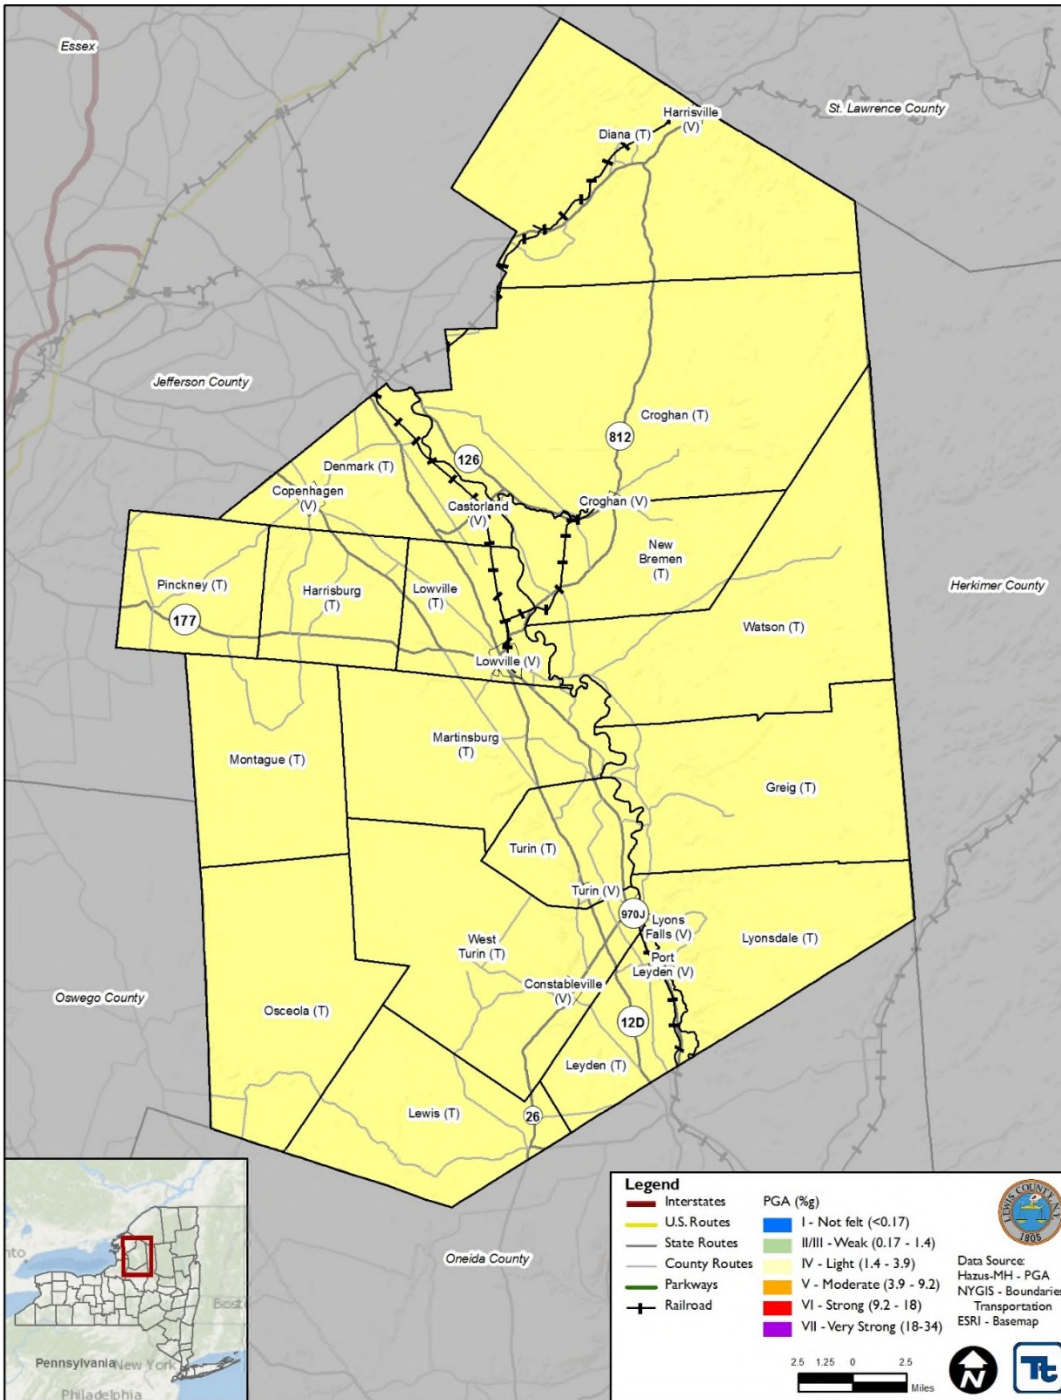 Essex
St. Lawrence County
Harrisville
(V)
Diana (T)
Jefferson County
Croghan (T)
812
126
Denmark (T)
Copenhagen
(V)
Castorland
(V)
Croghan (V)
New
Bremen
(T)
Pinckney (T)
Harrisburg
(T)
Lowville
(T)
Herkimer County
177
Watson (T)
Lowville (V)
Martinsburg
(T)
Montague (T)
Greig (T)
Turin (T)
Turin (V)
970J
Lyons
Falls (V)
Lyonsdale (T)
West
Turin (T)
Port
Leyden (V)
Constableville
(V)
Oswego County
Osceola (T)
12D
Leyden (T)
Lewis (T)
26
Oneida County
Pennsylvania
New York
Philadelphia
Legend
Interstates
U.S. Routes
State Routes
County Routes
Parkways
Railroad
PGA (%g)
I - Not felt (<0.17)
II/III - Weak (0.17 - 1.4)
IV - Light (1.4 - 3.9)
V - Moderate (3.9 - 9.2)
VI - Strong (9.2 - 18)
VII - Very Strong (18-34)
LEWIS COUNTY, N.Y.
1805
Data Source:
Hazus-MH - PGA
NYGIS - Boundaries
Transportation
ESRI - Basemap
2.5 1.25 0 2.5
Miles
N
Tt